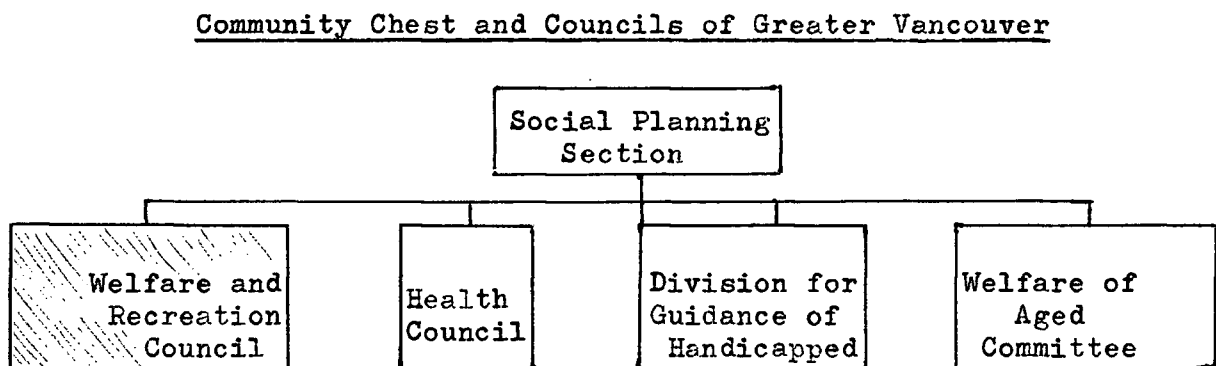 Community Chest and Councils of Greater Vancouver
Social Planning
Section
Welfare and
Recreation
Council
Health
Council
Division for
Guidance of
Handicapped
Welfare of
Aged
Committee